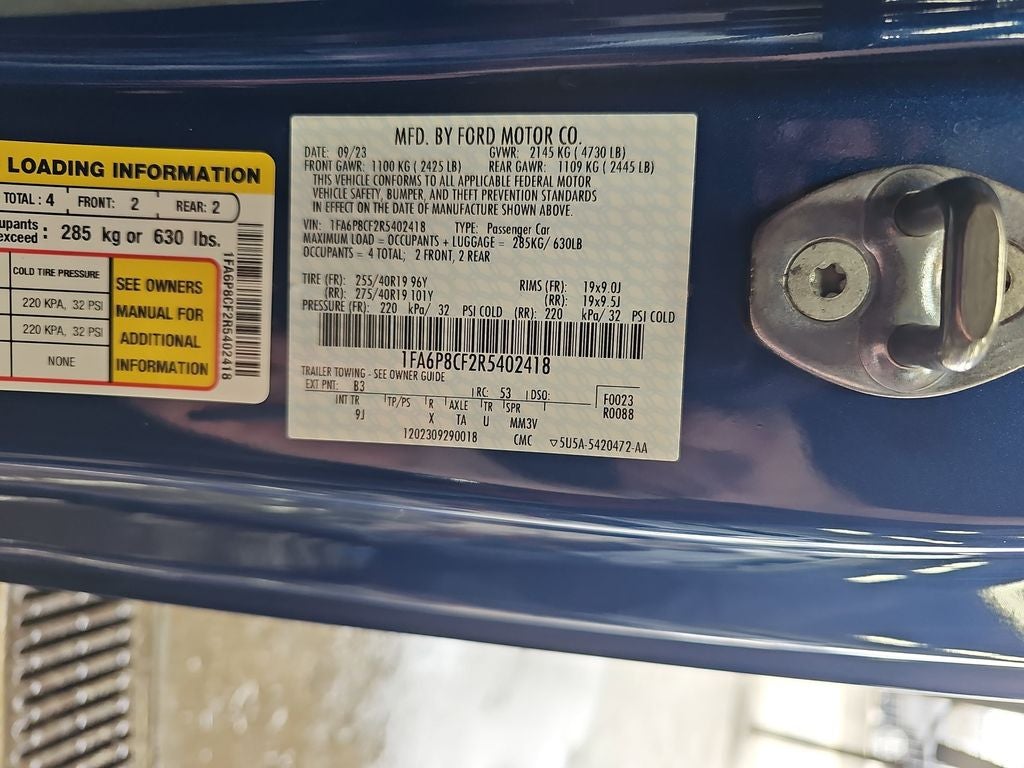 LOADING INFORMATION
TOTAL: 4 FRONT: 2 REAR: 2
upants
exceed : 285 kg or 630 lbs.
COLD TIRE PRESSURE
220 KPA, 32 PSI
220 KPA, 32 PSI
NONE
SEE OWNERS
MANUAL FOR
ADDITIONAL
INFORMATION
1FA6P8CF2R5402418
MFD. BY FORD MOTOR CO.
DATE: 09/23 GVWR: 2145 KG ( 4730 LB)
FRONT GAWR: 1100 KG ( 2425 LB) REAR GAWR: 1109 KG ( 2445 LB)
THIS VEHICLE CONFORMS TO ALL APPLICABLE FEDERAL MOTOR
VEHICLE SAFETY, BUMPER, AND THEFT PREVENTION STANDARDS
IN EFFECT ON THE DATE OF MANUFACTURE SHOWN ABOVE.
VIN: 1FA6P8CF2R5402418 TYPE: Passenger Car
MAXIMUM LOAD = OCCUPANTS + LUGGAGE = 285KG/ 630LB
OCCUPANTS = 4 TOTAL; 2 FRONT, 2 REAR
TIRE (FR): 255/40R19 96Y RIMS (FR): 19x9.0J
(RR): 275/40R19 101Y (RR): 19x9.5J
PRESSURE (FR): 220 kPa/ 32 PSI COLD (RR): 220 kPa/ 32 PSI COLD
1FA6P8CF2R5402418
TRAILER TOWING - SEE OWNER GUIDE
EXT PNT: B3 RC: 53 DSO: F0023
INT TR TP/PS R AXLE TR SPR R0088
9J X TA U MM3V
1202309290018 CMC ▽5U5A-5420472-AA